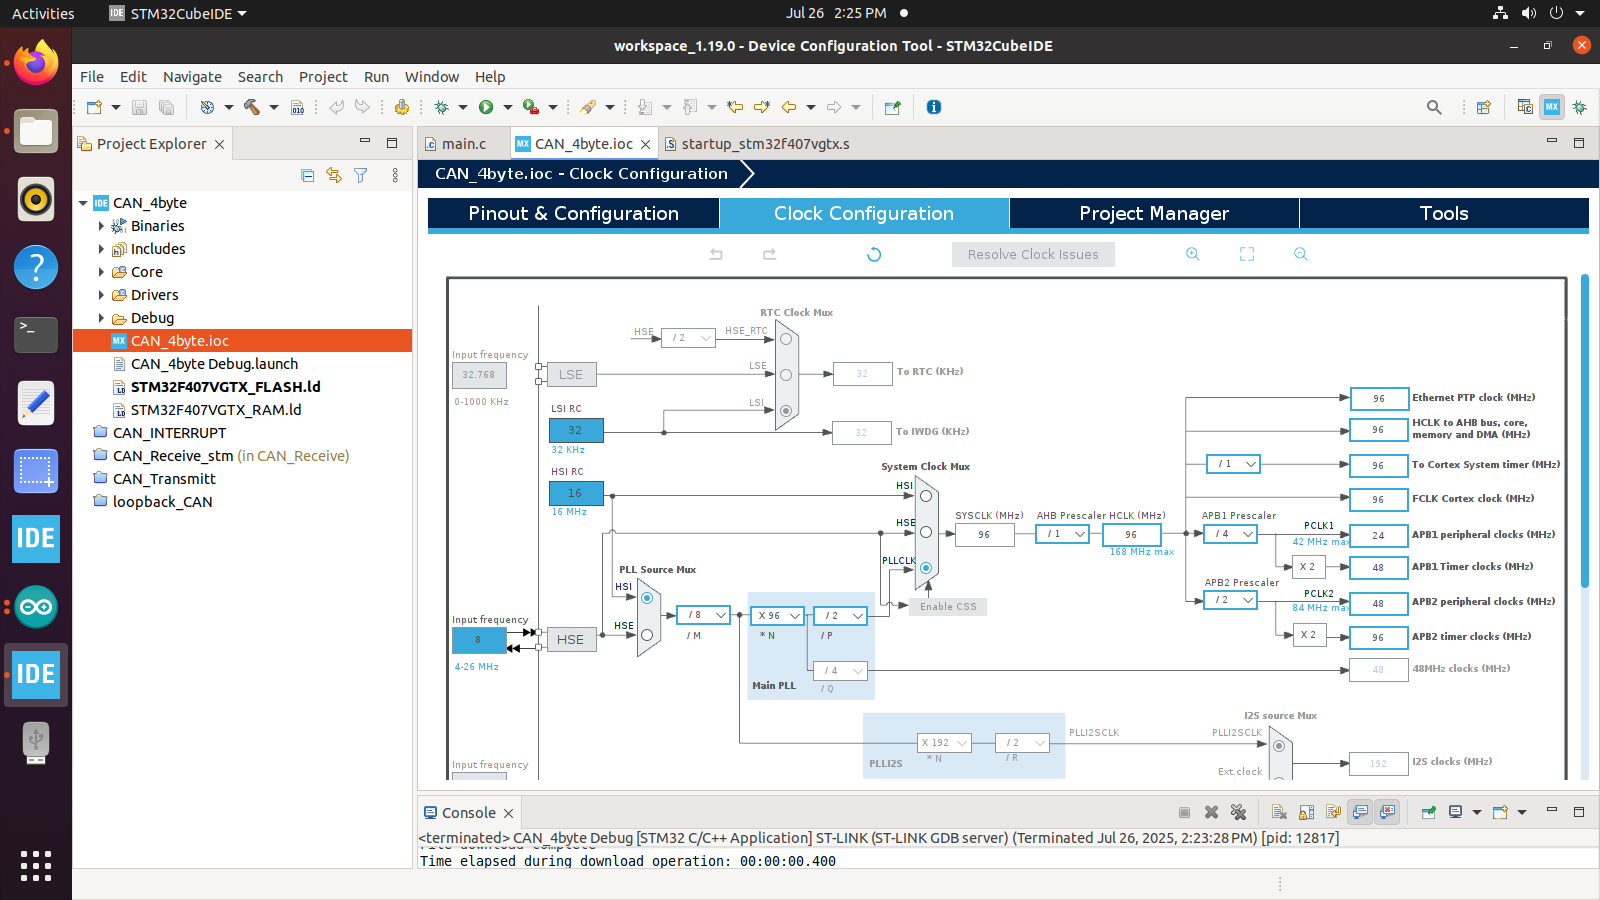 Activities
STM32CubeIDE
Jul 26 2:25 PM
workspace_1.19.0 - Device Configuration Tool - STM32CubeIDE
File Edit Navigate Search Project Run Window Help
Project Explorer
main.c
CAN_4byte.ioc
startup_stm32f407vgtx.s
CAN_4byte.ioc - Clock Configuration
Pinout & Configuration
Clock Configuration
Project Manager
Tools
Resolve Clock Issues
CAN_4byte
Binaries
Includes
Core
Drivers
Debug
CAN_4byte.ioc
CAN_4byte Debug.launch
STM32F407VGTX_FLASH.ld
STM32F407VGTX_RAM.ld
CAN_INTERRUPT
CAN_Receive_stm (in CAN_Receive)
CAN_Transmitt
loopback_CAN
RTC Clock Mux
HSE
/ 2
HSE_RTC
Input frequency
32.768
0-1000 KHz
LSE
LSE
32
To RTC (KHz)
LSI
LSI RC
32
32 KHz
32
To IWDG (KHz)
HSI RC
16
16 MHz
System Clock Mux
HSI
HSE
PLLCLK
SYSCLK (MHz)
96
AHB Prescaler
/ 1
HCLK (MHz)
96
168 MHz max
Enable CSS
PLL Source Mux
HSI
HSE
Input frequency
8
4-26 MHz
HSE
/ 8
/ M
X 96
* N
/ 2
/ P
/ 4
/ Q
Main PLL
96
Ethernet PTP clock (MHz)
96
HCLK to AHB bus, core,
memory and DMA (MHz)
/ 1
96
To Cortex System timer (MHz)
96
FCLK Cortex clock (MHz)
APB1 Prescaler
/ 4
PCLK1
42 MHz max
24
APB1 peripheral clocks (MHz)
X 2
48
APB1 Timer clocks (MHz)
APB2 Prescaler
/ 2
PCLK2
84 MHz max
48
APB2 peripheral clocks (MHz)
X 2
96
APB2 timer clocks (MHz)
48
48MHz clocks (MHz)
X 192
* N
/ 2
/ R
PLLI2S
PLLI2SCLK
I2S source Mux
PLLI2SCLK
Ext.clock
192
I2S clocks (MHz)
Input frequency
Console
<terminated> CAN_4byte Debug [STM32 C/C++ Application] ST-LINK (ST-LINK GDB server) (Terminated Jul 26, 2025, 2:23:28 PM) [pid: 12817]
File download complete
Time elapsed during download operation: 00:00:00.400
IDE
IDE